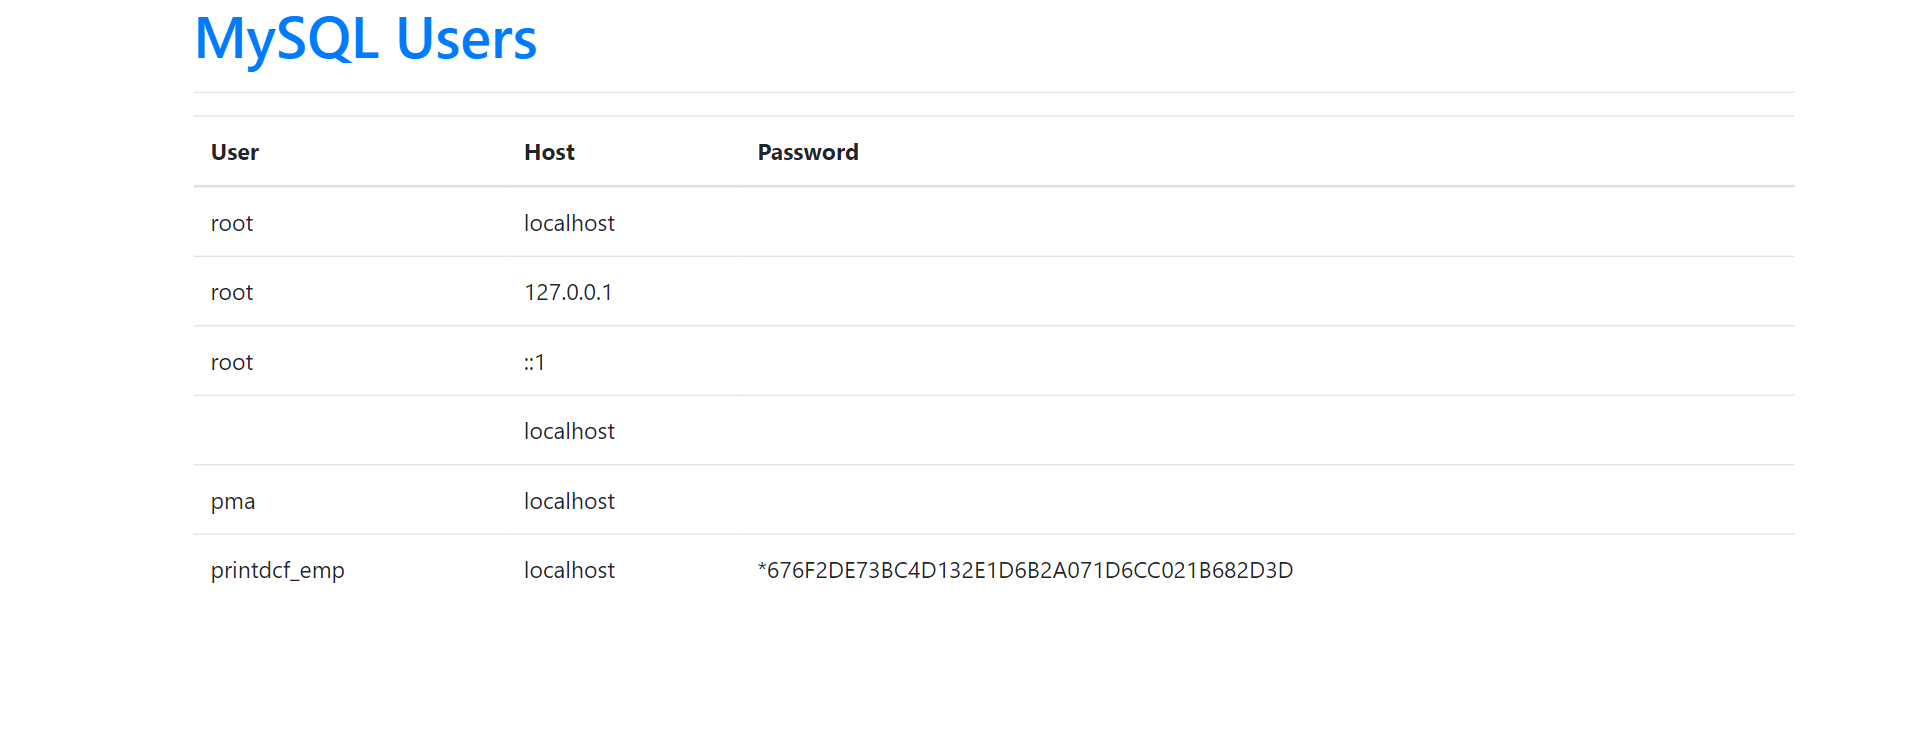 MySQL Users
User Host Password
root localhost
root 127.0.0.1
root ::1
localhost
pma localhost
printdcf_emp localhost *676F2DE73BC4D132E1D6B2A071D6CC021B682D3D